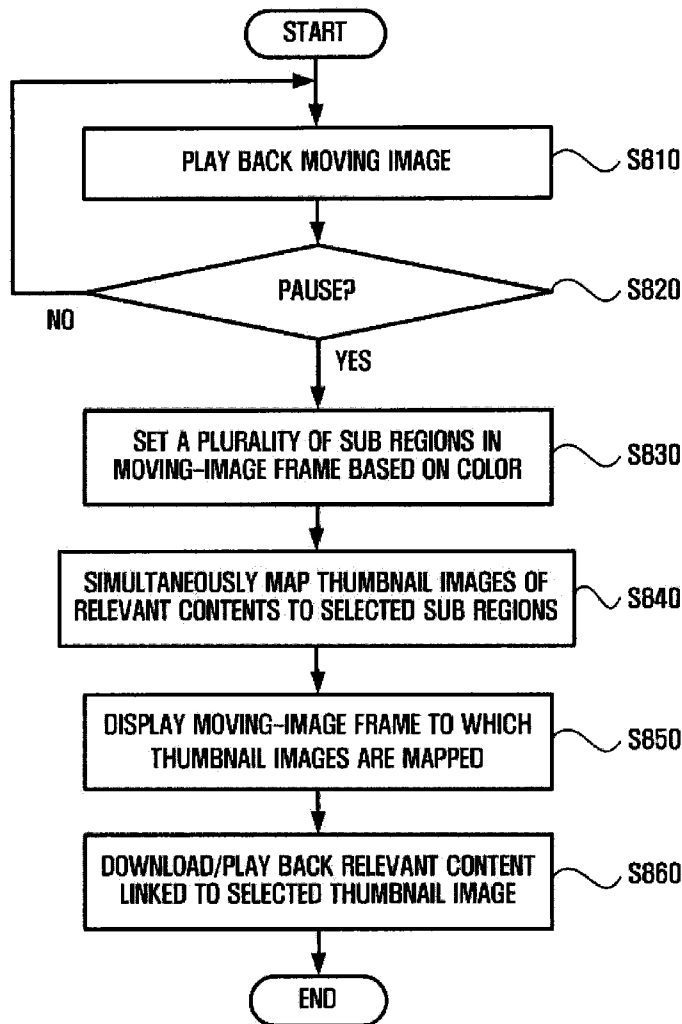 START
PLAY BACK MOVING IMAGE
S810
PAUSE?
S820
NO
YES
SET A PLURALITY OF SUB REGIONS IN
MOVING-IMAGE FRAME BASED ON COLOR
S830
SIMULTANEOUSLY MAP THUMBNAIL IMAGES OF
RELEVANT CONTENTS TO SELECTED SUB REGIONS
S840
DISPLAY MOVING-IMAGE FRAME TO WHICH
THUMBNAIL IMAGES ARE MAPPED
S850
DOWNLOAD/PLAY BACK RELEVANT CONTENT
LINKED TO SELECTED THUMBNAIL IMAGE
S860
END